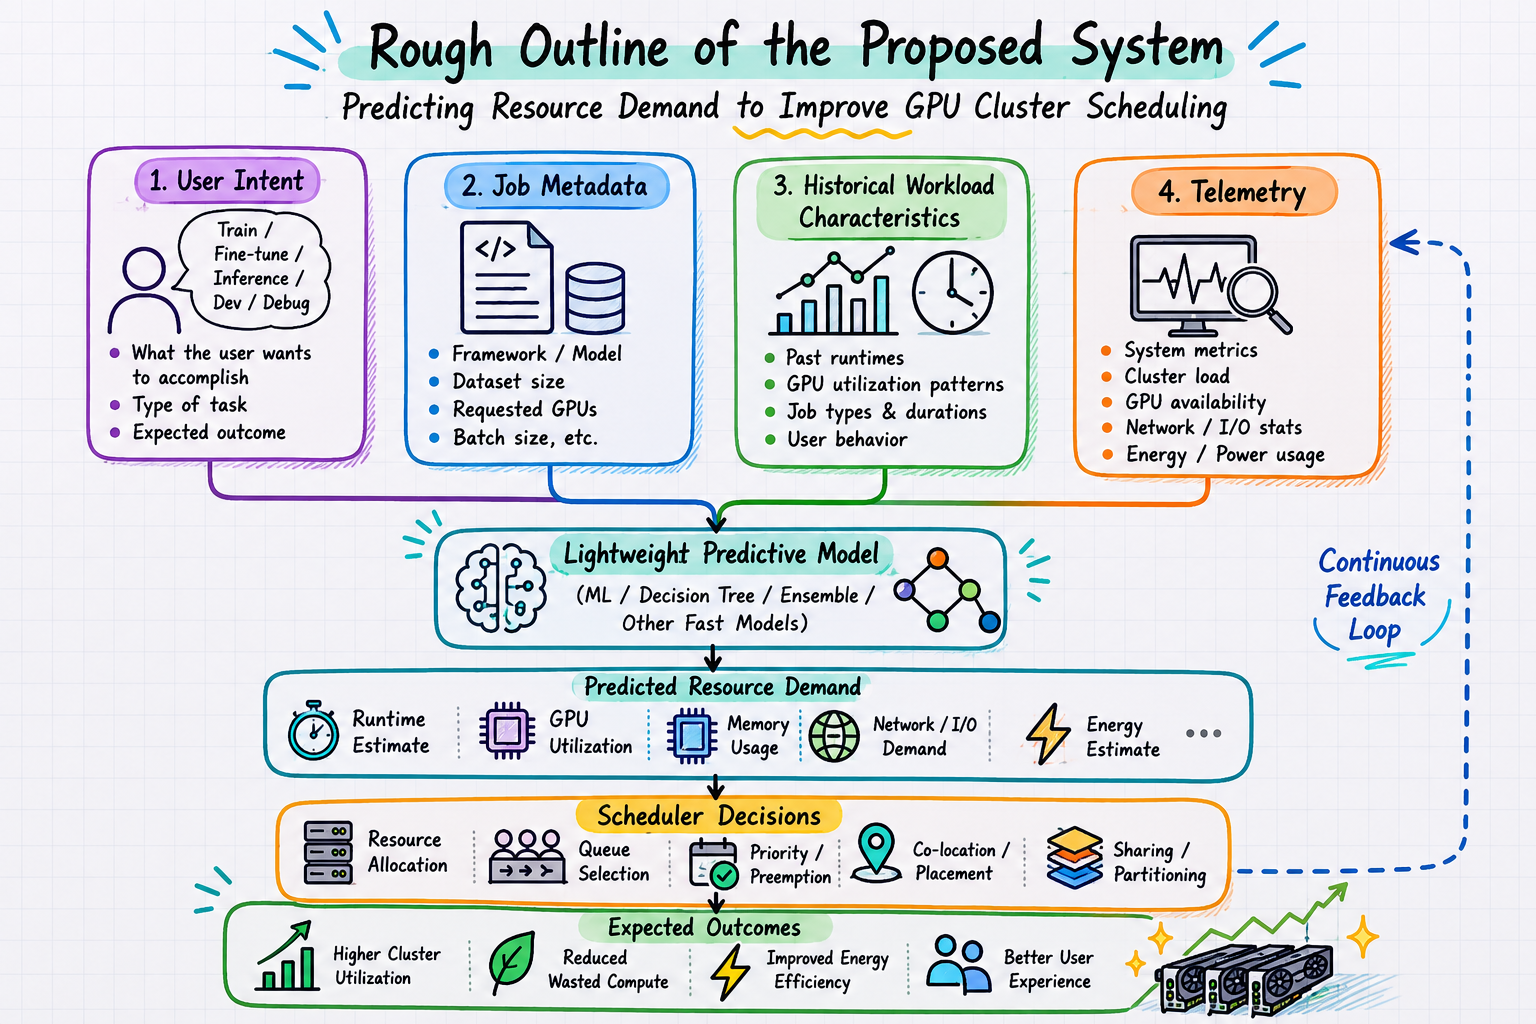 Rough Outline of the Proposed System
Predicting Resource Demand to Improve GPU Cluster Scheduling
1. User Intent
Train /
Fine-tune /
Inference /
Dev / Debug
What the user wants
to accomplish
Type of task
Expected outcome
2. Job Metadata
</>
Framework / Model
Dataset size
Requested GPUs
Batch size, etc.
3. Historical Workload
Characteristics
Past runtimes
GPU utilization patterns
Job types & durations
User behavior
4. Telemetry
System metrics
Cluster load
GPU availability
Network / I/O stats
Energy / Power usage
Lightweight Predictive Model
(ML / Decision Tree / Ensemble /
Other Fast Models)
Continuous
Feedback
Loop
Predicted Resource Demand
Runtime
Estimate
GPU
Utilization
Memory
Usage
Network / I/O
Demand
Energy
Estimate
...
Scheduler Decisions
Resource
Allocation
Queue
Selection
Priority /
Preemption
Co-location /
Placement
Sharing /
Partitioning
Expected Outcomes
Higher Cluster
Utilization
Reduced
Wasted Compute
Improved Energy
Efficiency
Better User
Experience